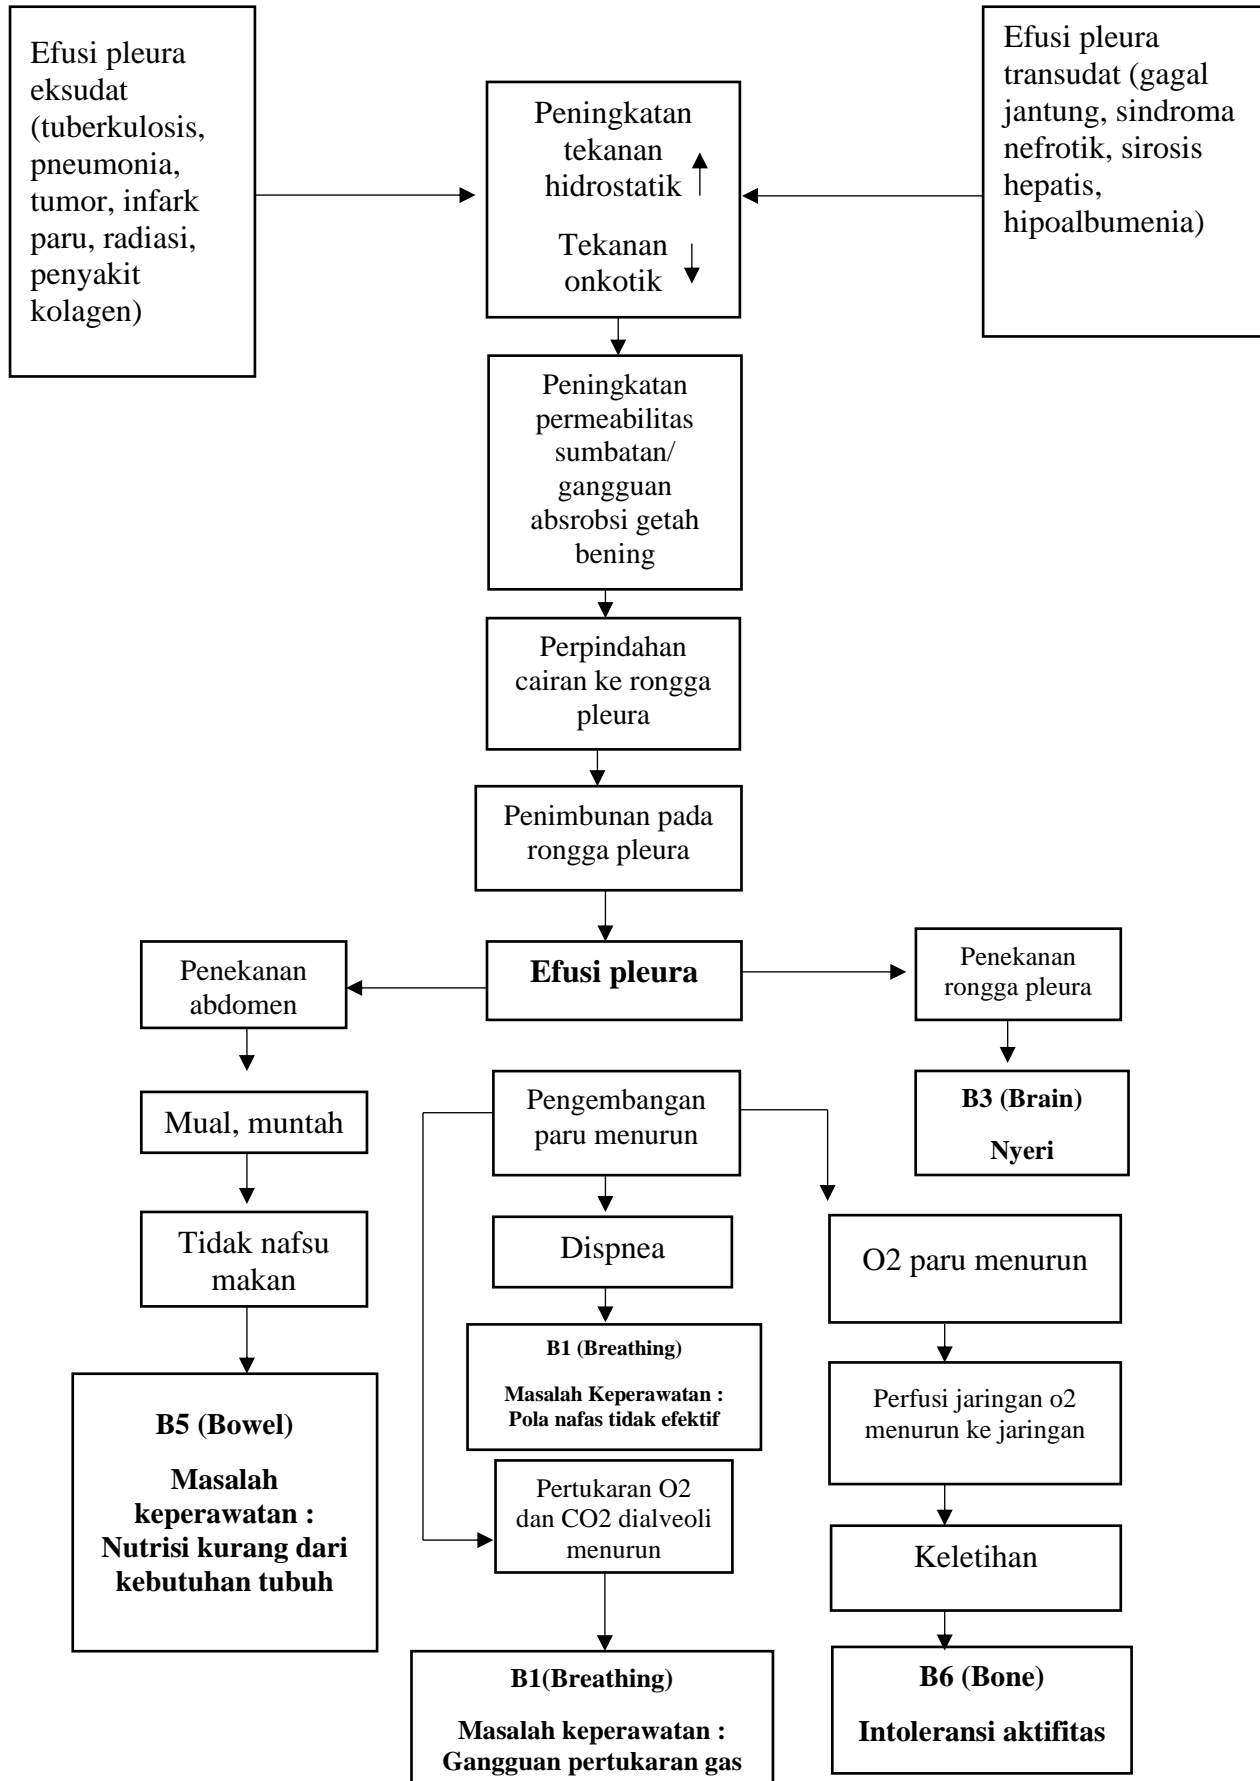 Efusi pleura
eksudat
(tuberkulosis,
pneumonia,
tumor, infark
paru, radiasi,
penyakit
kolagen)
Peningkatan
tekanan
hidrostatik
Tekanan
onkotik
Efusi pleura
transudat (gagal
jantung, sindroma
nefrotik, sirosis
hepatis,
hipoalbumenia)
Peningkatan
permeabilitas
sumbatan/
gangguan
absrobsi getah
bening
Perpindahan
cairan ke rongga
pleura
Penimbunan pada
rongga pleura
Efusi pleura
Penekanan
abdomen
Penekanan
rongga pleura
Mual, muntah
Pengembangan
paru menurun
B3 (Brain)
Nyeri
Tidak nafsu
makan
Dispnea
O2 paru menurun
B5 (Bowel)
Masalah
keperawatan :
Nutrisi kurang dari
kebutuhan tubuh
B1 (Breathing)
Masalah Keperawatan :
Pola nafas tidak efektif
Perfusi jaringan o2
menurun ke jaringan
Pertukaran O2
dan CO2 dialveoli
menurun
Keletihan
B1(Breathing)
Masalah keperawatan :
Gangguan pertukaran gas
B6 (Bone)
Intoleransi aktifitas